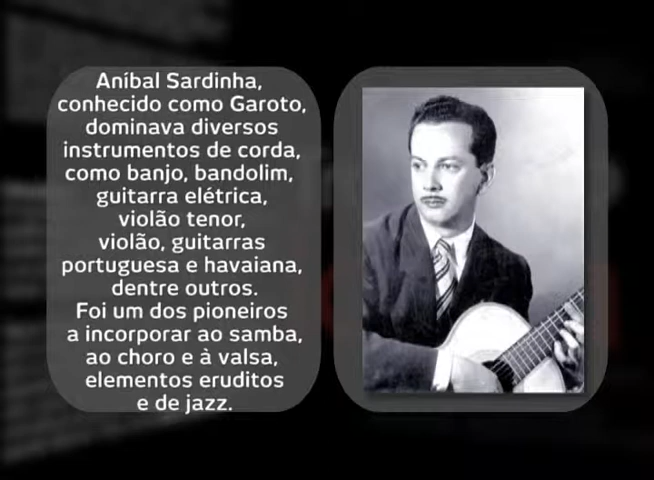 Aníbal Sardinha,
conhecido como Garoto,
dominava diversos
instrumentos de corda,
como banjo, bandolim,
guitarra elétrica,
violão tenor,
violão, guitarras
portuguesa e havaiana,
dentre outros.
Foi um dos pioneiros
a incorporar ao samba,
ao choro e à valsa,
elementos eruditos
e de jazz.